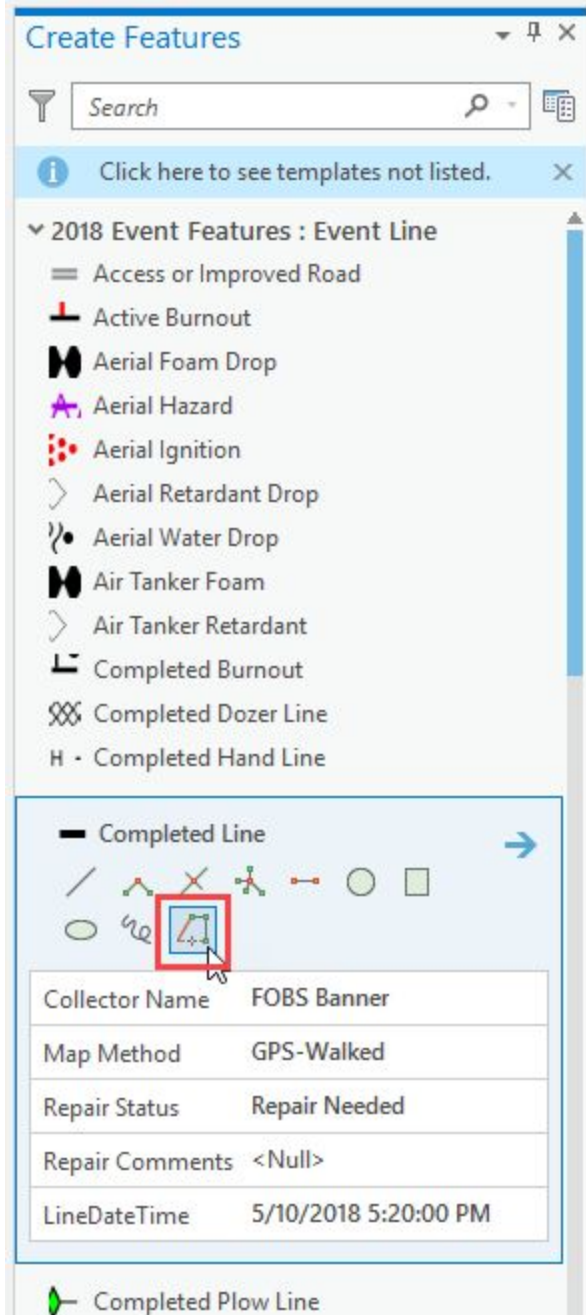 Create Features
Search
Click here to see templates not listed.
2018 Event Features : Event Line
Access or Improved Road
Active Burnout
Aerial Foam Drop
Aerial Hazard
Aerial Ignition
Aerial Retardant Drop
Aerial Water Drop
Air Tanker Foam
Air Tanker Retardant
Completed Burnout
Completed Dozer Line
H · Completed Hand Line
Completed Line
Collector Name FOBS Banner
Map Method GPS-Walked
Repair Status Repair Needed
Repair Comments <Null>
LineDateTime 5/10/2018 5:20:00 PM
Completed Plow Line